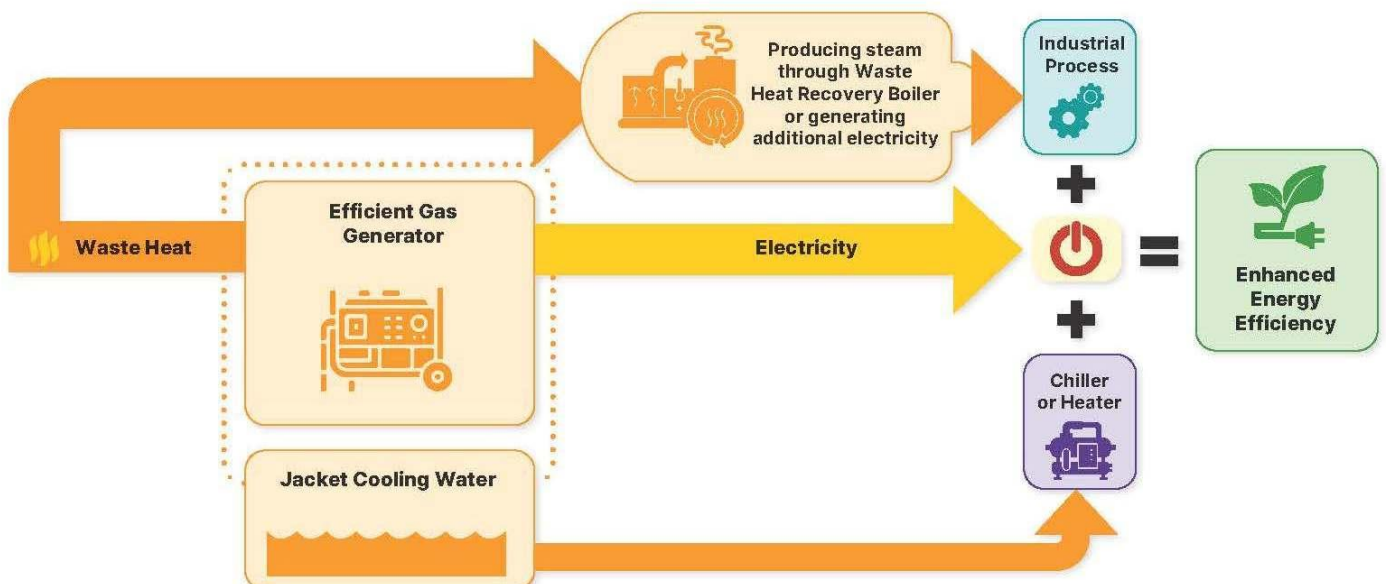 Producing steam
through Waste
Heat Recovery Boiler
or generating
additional electricity
Industrial
Process
Waste Heat
Efficient Gas
Generator
Electricity
+
+
=
Enhanced
Energy
Efficiency
Chiller
or Heater
Jacket Cooling Water